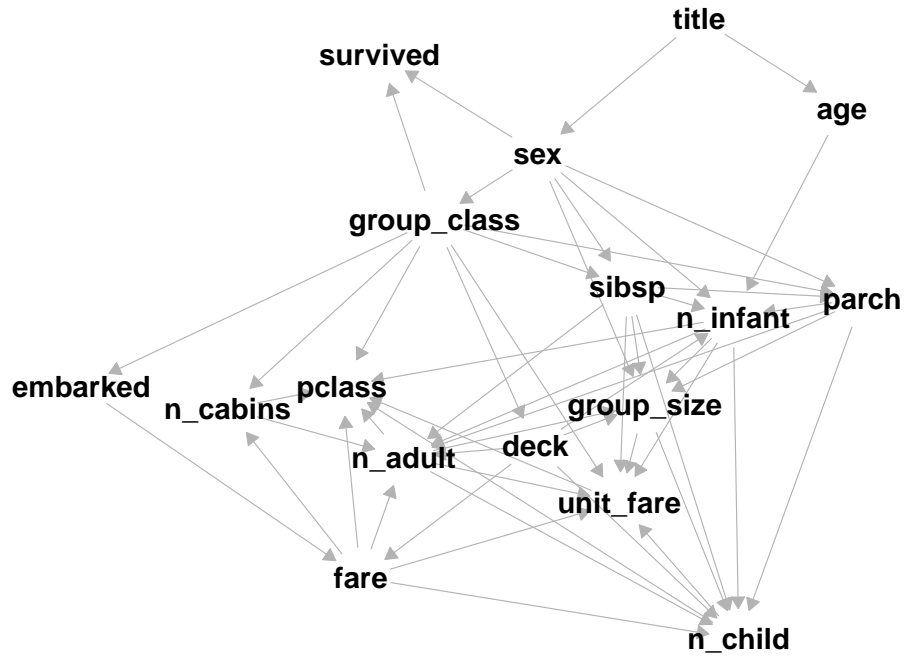 title
survived
age
sex
group_class
sibsp
parch
n_infant
embarked
pclass
n_cabins
group_size
deck
n_adult
unit_fare
fare
n_child